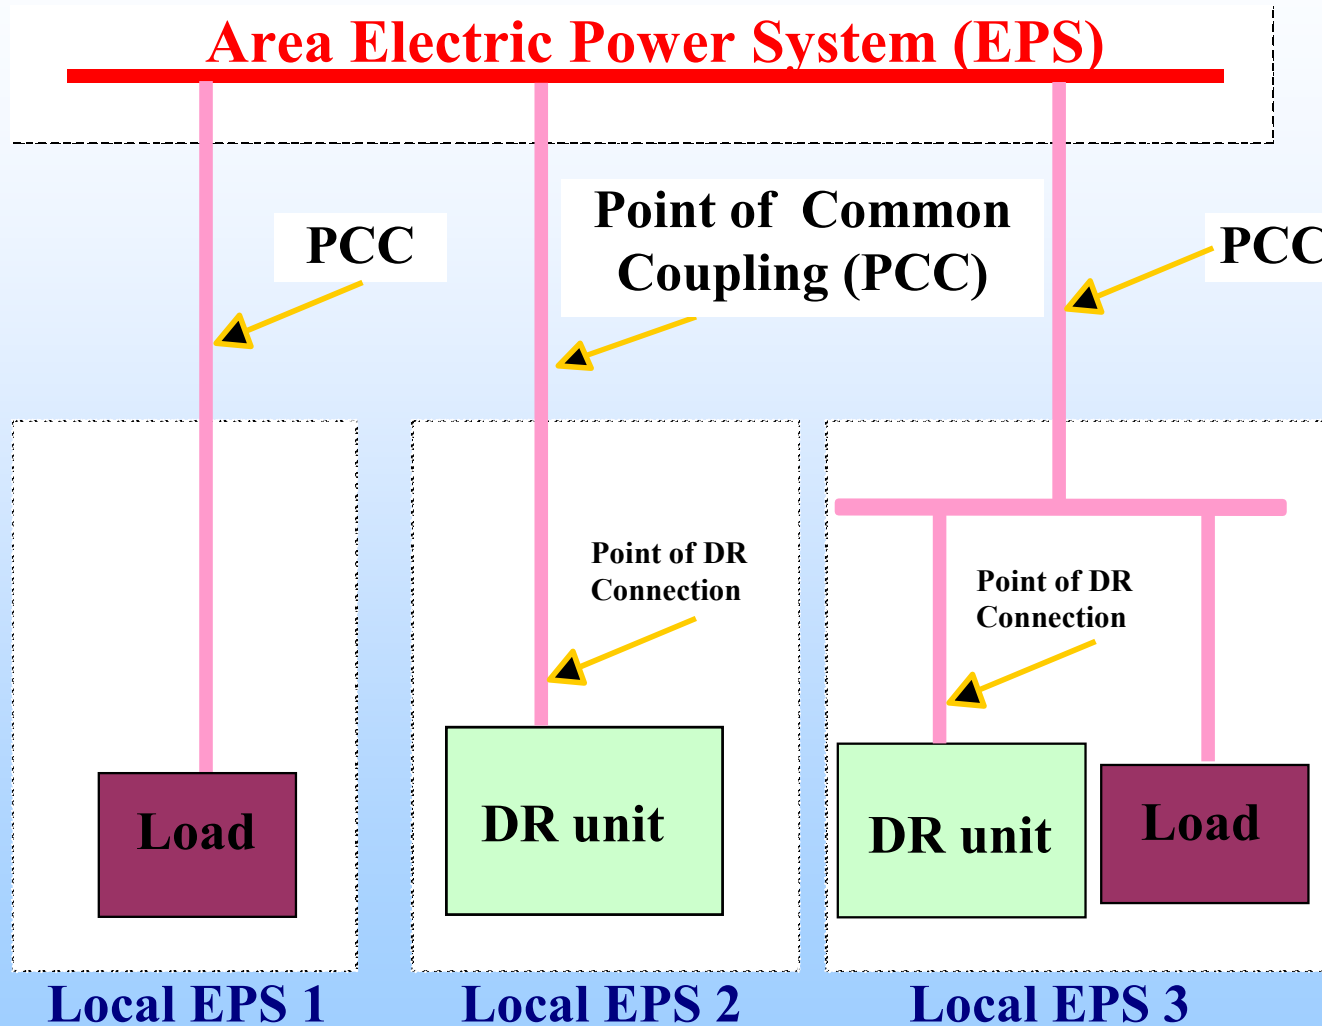 Area Electric Power System (EPS)
PCC
Point of Common
Coupling (PCC)
PCC
Point of DR
Connection
Point of DR
Connection
Load
DR unit
DR unit
Load
Local EPS 1
Local EPS 2
Local EPS 3